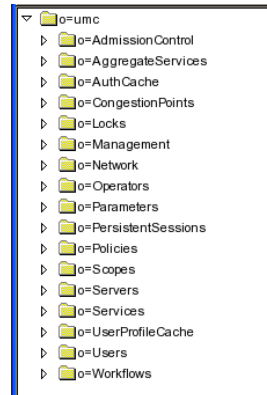 o=umc
o=AdmissionControl
o=AggregateServices
o=AuthCache
o=CongestionPoints
o=Locks
o=Management
o=Network
o=Operators
o=Parameters
o=PersistentSessions
o=Policies
o=Scopes
o=Servers
o=Services
o=UserProfileCache
o=Users
o=Workflows